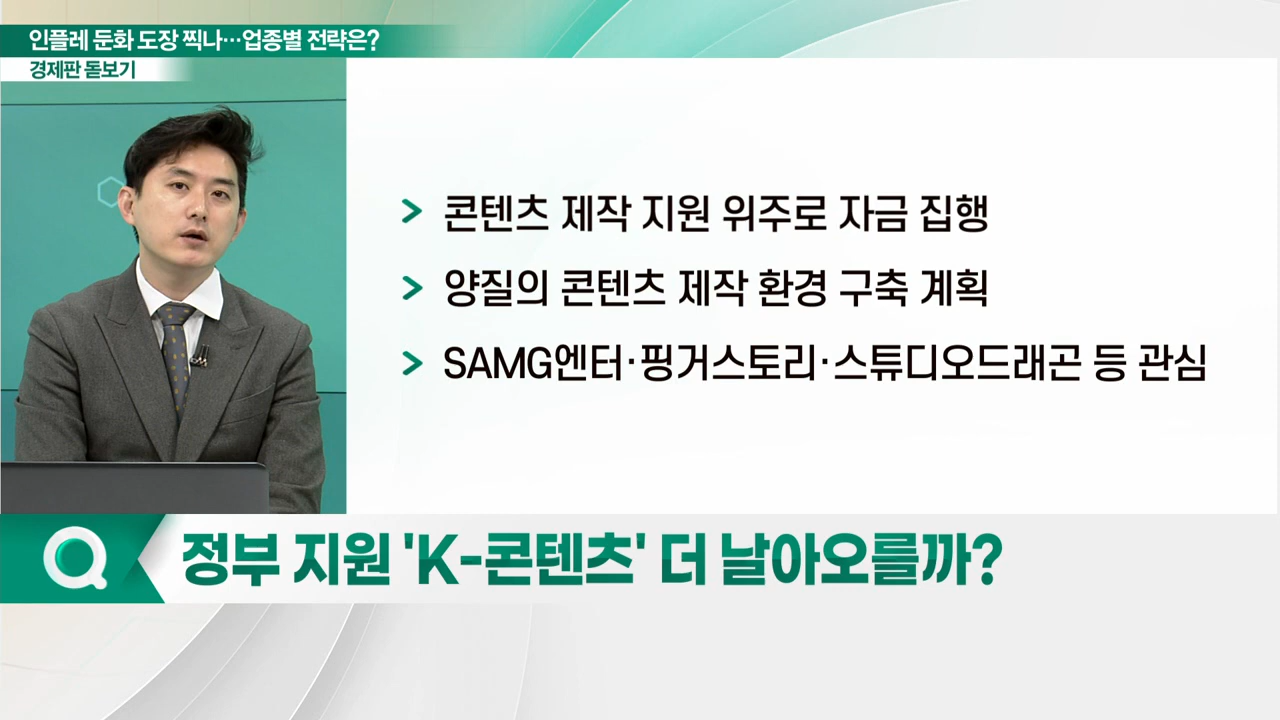 인플레 둔화 도장 찍나…업종별 전략은?
경제판 돋보기
> 콘텐츠 제작 지원 위주로 자금 집행
> 양질의 콘텐츠 제작 환경 구축 계획
> SAMG엔터·핑거스토리·스튜디오드래곤 등 관심
Q 정부 지원 'K-콘텐츠' 더 날아오를까?